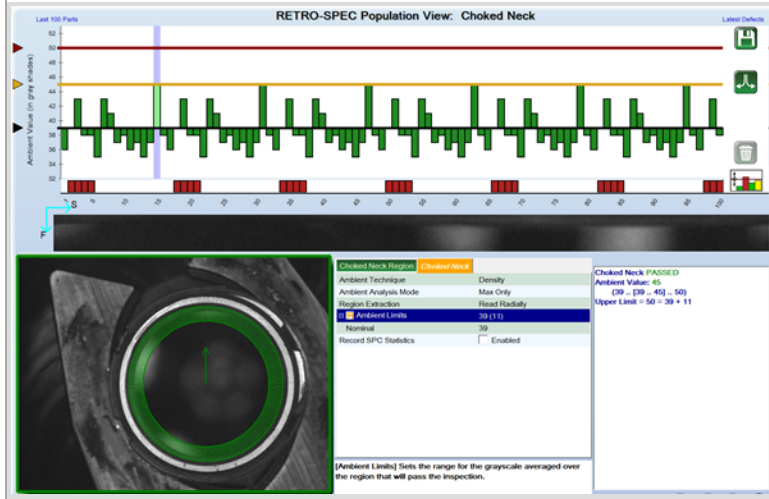 RETRO-SPEC Population View: Choked Neck
Last 100 Parts
Latest Defects
Ambient Value (in gray shades)
52
50
48
46
44
42
40
38
36
34
32
1 5 10 15 20 25 30 35 40 45 50 55 60 65 70 75 80 85 90 95 100
S
F
Choked Neck Region Choked Neck
Ambient Technique Density
Ambient Analysis Mode Max Only
Region Extraction Read Radially
Ambient Limits 39 (11)
Nominal 39
Record SPC Statistics Enabled
[Ambient Limits] Sets the range for the grayscale averaged over
the region that will pass the inspection.
Choked Neck PASSED
Ambient Value: 45
(39 .. [39 .. 45] .. 50)
Upper Limit = 50 = 39 + 11